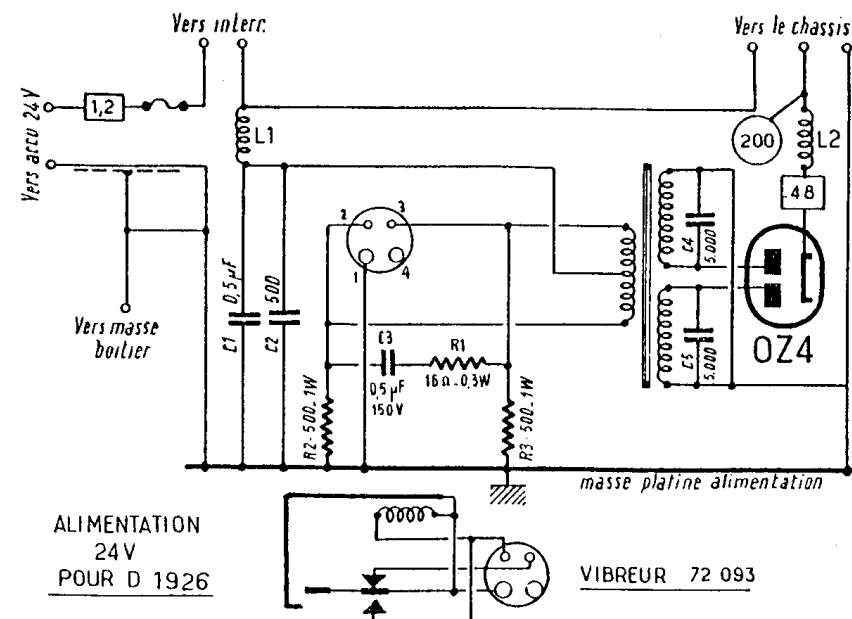 Vers interr.
Vers le chassis
Vers accu 24V
1,2
L1
200
L2
48
2
3
1
4
C4
5.000
0,5µF
C1
500
C2
Vers masse
boitier
C3
0,5µF
150V
R1
16Ω-0,3W
R2-500-1W
R3-500-1W
C5
5.000
OZ4
masse platine alimentation
ALIMENTATION
24V
POUR D 1926
VIBREUR 72 093